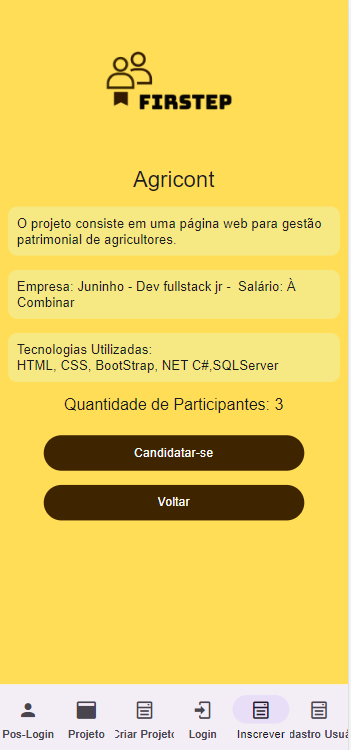 FIRSTEP
Agricont
O projeto consiste em uma página web para gestão
patrimonial de agricultores.
Empresa: Juninho - Dev fullstack jr -  Salário: À
Combinar
Tecnologias Utilizadas:
HTML, CSS, BootStrap, NET C#,SQLServer
Quantidade de Participantes: 3
Candidatar-se
Voltar
Pos-Login Projeto Criar Projeto Login Inscrever dastro Usuá